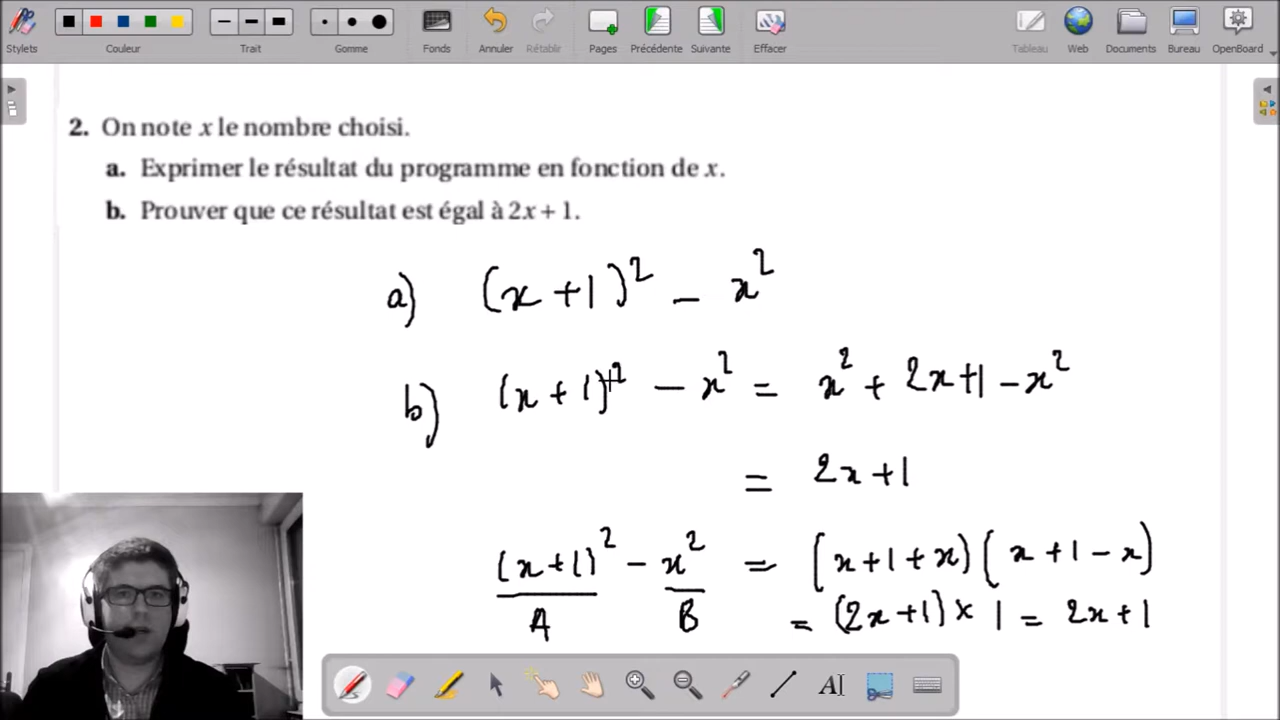 Stylets Couleur Trait Gomme Fonds Annuler Rétablir Pages Précédente Suivante Effacer Tableau Web Documents Bureau OpenBoard
2. On note x le nombre choisi.
a. Exprimer le résultat du programme en fonction de x.
b. Prouver que ce résultat est égal à 2x + 1.
a) (x+1)² - x²
b) (x+1)² - x² = x² + 2x+1 - x²
= 2x+1
(x+1)² - x² = (x+1+x)(x+1-x)
A B = (2x+1) × 1 = 2x+1
AI